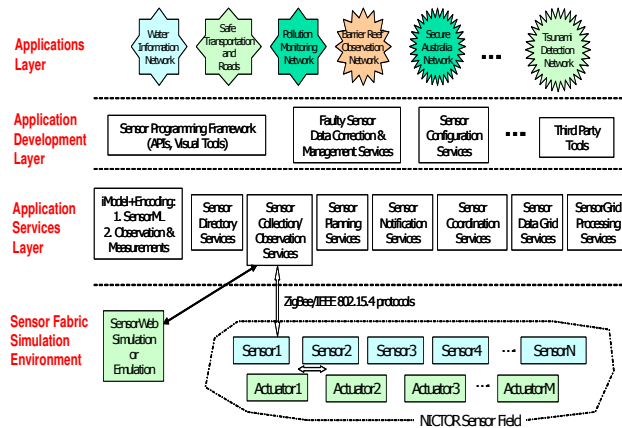 Applications
Layer
Water
Information
Network
Safe
Transportation
and
Roads
Pollution
Monitoring
Network
Barrier Reef
Observation
Network
Secure
Australia
Network
...
Tsunami
Detection
Network
Application
Development
Layer
Sensor Programming Framework
(APIs, Visual Tools)
Faulty Sensor
Data Correction &
Management Services
Sensor
Configuration
Services
...
Third Party
Tools
Application
Services
Layer
iModel+Encoding:
1. SensorML
2. Observation &
Measurements
Sensor
Directory
Services
Sensor
Collection/
Observation
Services
Sensor
Planning
Services
Sensor
Notification
Services
Sensor
Coordination
Services
Sensor
Data Grid
Services
SensorGrid
Processing
Services
Sensor Fabric
Simulation
Environment
SensorWeb
Simulation
or
Emulation
ZigBee/IEEE 802.15.4 protocols
Sensor1
Sensor2
Sensor3
Sensor4
...
SensorN
Actuator1
Actuator2
Actuator3
...
ActuatorM
NICTOR Sensor Field